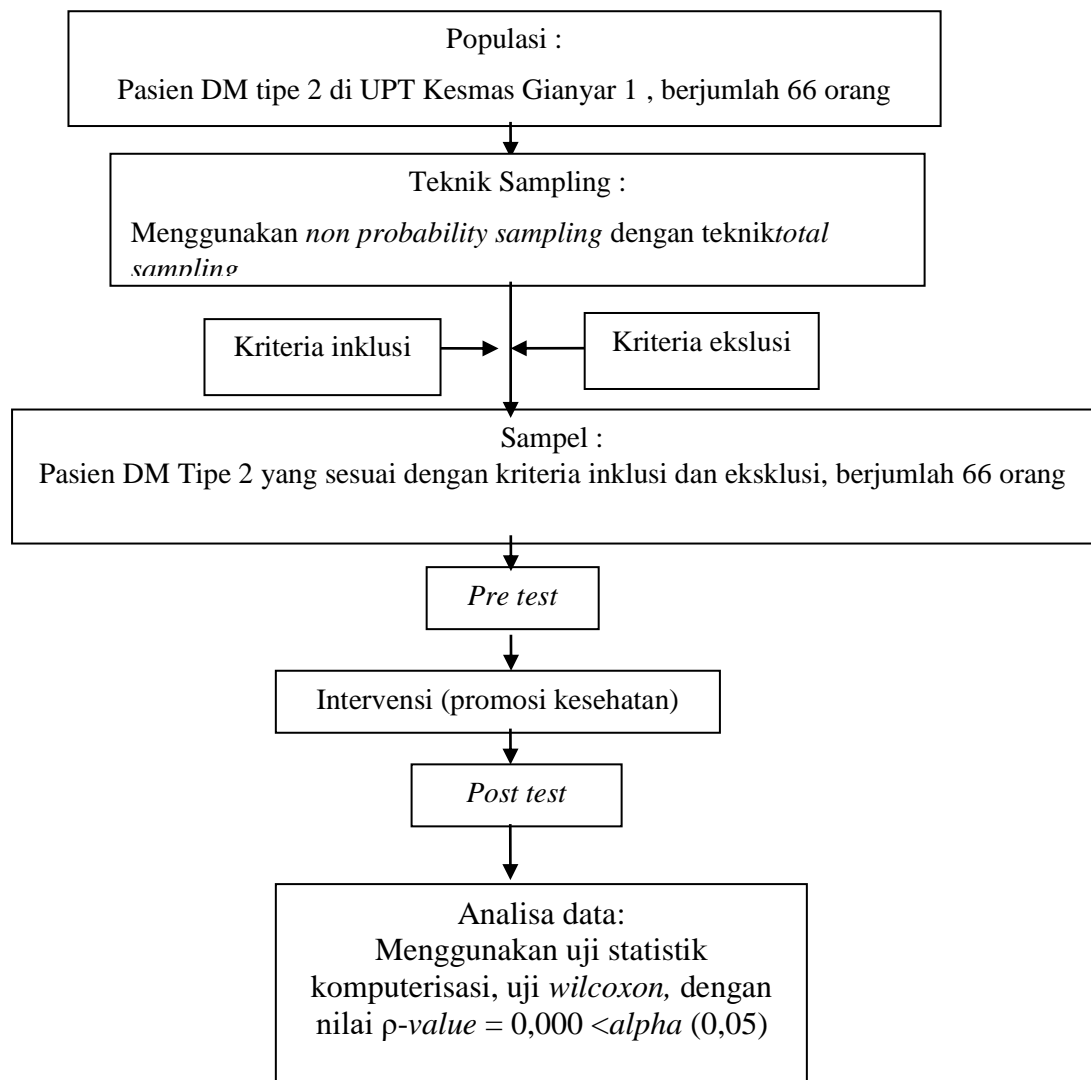 Populasi :
Pasien DM tipe 2 di UPT Kesmas Gianyar 1 , berjumlah 66 orang
Teknik Sampling :
Menggunakan non probability sampling dengan tekniktotal
sampling
Kriteria inklusi
Kriteria ekslusi
Sampel :
Pasien DM Tipe 2 yang sesuai dengan kriteria inklusi dan eksklusi, berjumlah 66 orang
Pre test
Intervensi (promosi kesehatan)
Post test
Analisa data:
Menggunakan uji statistik
komputerisasi, uji wilcoxon, dengan
nilai ρ-value = 0,000 <alpha (0,05)